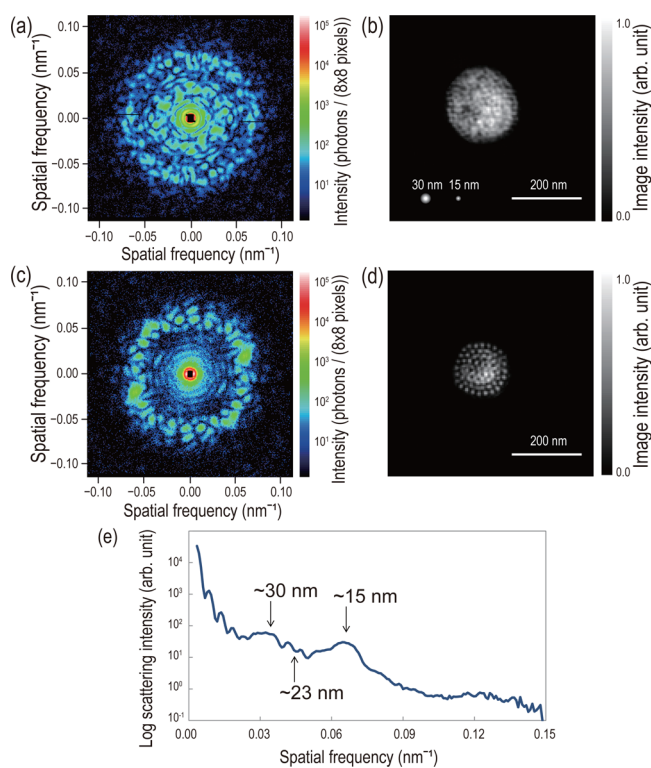 (a)
Spatial frequency (nm⁻¹)
0.10
0.05
0.00
−0.05
−0.10
−0.10 −0.05 0.00 0.05 0.10
Spatial frequency (nm⁻¹)
10⁵
10⁴
10³
10²
10¹
Intensity (photons / (8x8 pixels))
(b)
30 nm 15 nm
200 nm
1.0
0.0
Image intensity (arb. unit)
(c)
Spatial frequency (nm⁻¹)
0.10
0.05
0.00
−0.05
−0.10
−0.10 −0.05 0.00 0.05 0.10
Spatial frequency (nm⁻¹)
10⁵
10⁴
10³
10²
10¹
Intensity (photons / (8x8 pixels))
(d)
200 nm
1.0
0.0
Image intensity (arb. unit)
(e)
Log scattering intensity (arb. unit)
10⁴
10³
10²
10¹
10⁰
10⁻¹
~30 nm
~15 nm
~23 nm
0.00 0.03 0.06 0.09 0.12 0.15
Spatial frequency (nm⁻¹)